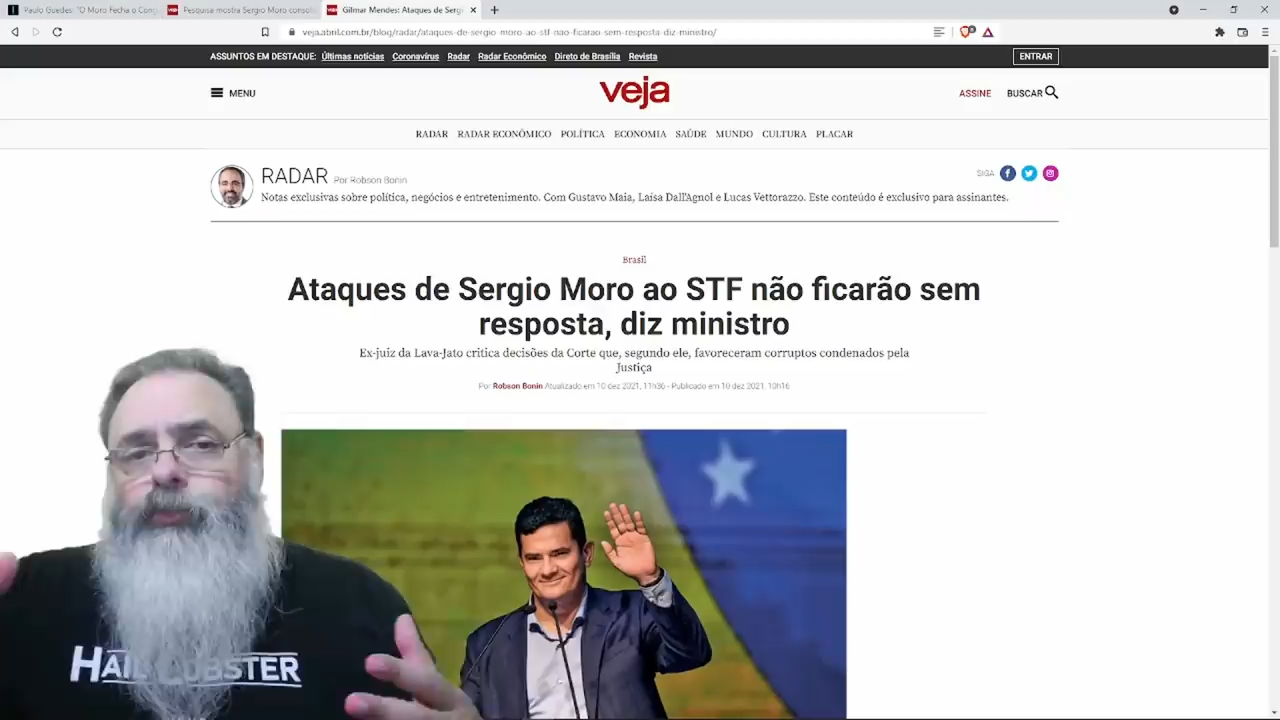 Paulo Guedes: "O Moro Fecha o Cong
Pesquisa mostra Sergio Moro consoli
Gilmar Mendes: Ataques de Serg
veja.abril.com.br/blog/radar/ataques-de-sergio-moro-ao-stf-nao-ficarao-sem-resposta-diz-ministro/
ASSUNTOS EM DESTAQUE: Últimas notícias Coronavírus Radar Radar Econômico Direto de Brasília Revista ENTRAR
MENU veja ASSINE BUSCAR
RADAR RADAR ECONÔMICO POLÍTICA ECONOMIA SAÚDE MUNDO CULTURA PLACAR
RADAR Por Robson Bonin SIGA
Notas exclusivas sobre política, negócios e entretenimento. Com Gustavo Maia, Laísa Dall'Agnol e Lucas Vettorazzo. Este conteúdo é exclusivo para assinantes.
Brasil
Ataques de Sergio Moro ao STF não ficarão sem
resposta, diz ministro
Ex-juiz da Lava-Jato critica decisões da Corte que, segundo ele, favoreceram corruptos condenados pela
Justiça
Por Robson Bonin Atualizado em 10 dez 2021, 11h36 - Publicado em 10 dez 2021, 10h16
HAIL LOBSTER